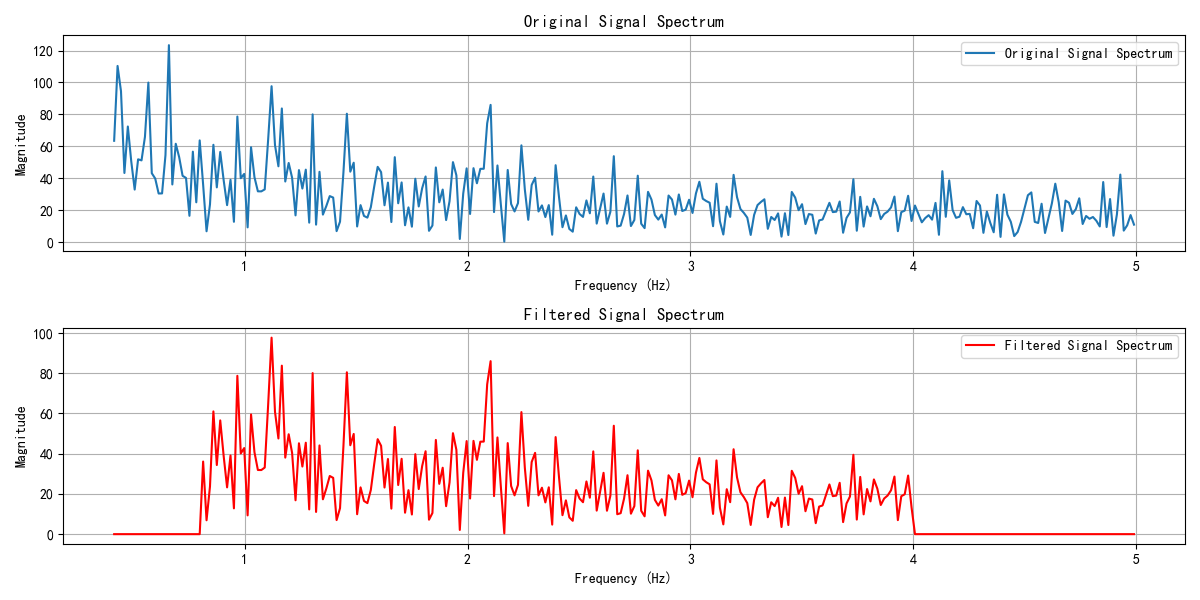 Original Signal Spectrum
Original Signal Spectrum
Magnitude
120
100
80
60
40
20
0
1
2
3
4
5
Frequency (Hz)
Filtered Signal Spectrum
Filtered Signal Spectrum
Magnitude
100
80
60
40
20
0
1
2
3
4
5
Frequency (Hz)